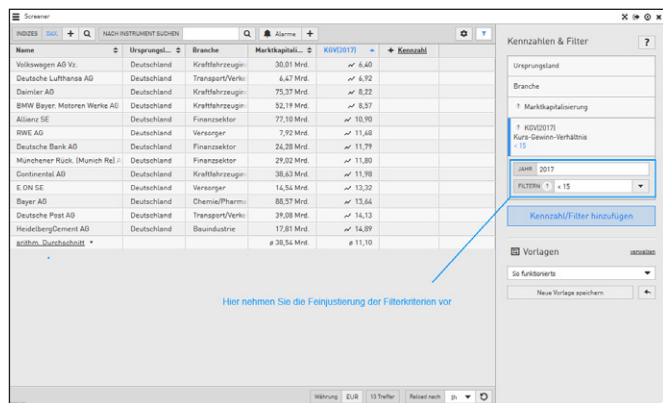 Screener
INDIZES DAX NACH INSTRUMENT SUCHEN Alarme
Name Ursprungsl... Branche Marktkapitali... KGV(2017) + Kennzahl
Volkswagen AG Vz. Deutschland Kraftfahrzeugin 30,01 Mrd. 6,40
Deutsche Lufthansa AG Deutschland Transport/Verke 6,47 Mrd. 6,92
Daimler AG Deutschland Kraftfahrzeugin 75,37 Mrd. 8,22
BMW Bayer. Motoren Werke AG Deutschland Kraftfahrzeugin 52,19 Mrd. 8,57
Allianz SE Deutschland Finanzsektor 77,10 Mrd. 10,90
RWE AG Deutschland Versorger 7,92 Mrd. 11,68
Deutsche Bank AG Deutschland Finanzsektor 24,28 Mrd. 11,79
Münchener Rück. (Munich Re) A Deutschland Finanzsektor 29,02 Mrd. 11,80
Continental AG Deutschland Kraftfahrzeugin 38,63 Mrd. 11,98
E.ON SE Deutschland Versorger 14,54 Mrd. 13,32
Bayer AG Deutschland Chemie/Pharma 88,57 Mrd. 13,64
Deutsche Post AG Deutschland Transport/Verke 39,08 Mrd. 14,13
HeidelbergCement AG Deutschland Bauindustrie 17,81 Mrd. 14,89
arithm. Durchschnitt ø 38,54 Mrd. ø 11,10
Hier nehmen Sie die Feinjustierung der Filterkriterien vor
Währung EUR 13 Treffer Reload nach 1h
Kennzahlen & Filter ?
Ursprungsland
Branche
? Marktkapitalisierung
? KGV(2017)
Kurs-Gewinn-Verhältnis
< 15
JAHR 2017
FILTERN ? < 15
Kennzahl/Filter hinzufügen
Vorlagen verwalten
So funktionierts
Neue Vorlage speichern